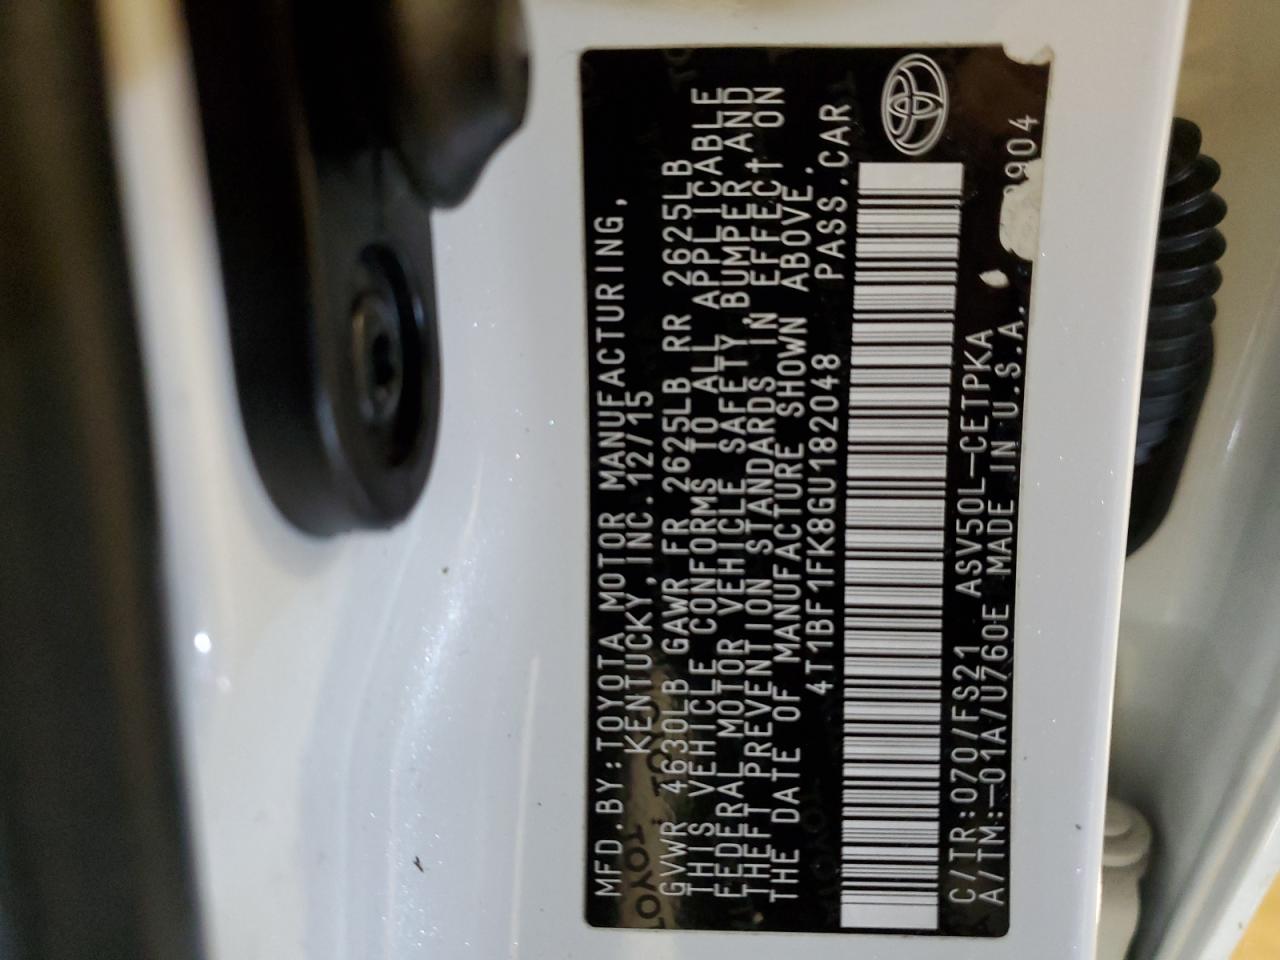 MFD.BY:TOYOTA MOTOR MANUFACTURING,
KENTUCKY,INC.12/15
GVWR 4630LB GAWR FR 2625LB RR 2625LB
THIS VEHICLE CONFORMS TO ALL APPLICABLE
FEDERAL MOTOR VEHICLE SAFETY,BUMPER AND
THEFT PREVENTION STANDARDS IN EFFECT ON
THE DATE OF MANUFACTURE SHOWN ABOVE.
4T1BF1FK8GU182048 PASS.CAR
C/TR:070/FS21 ASV50L-CETPKA
A/TM:-01A/U760E MADE IN U.S.A.